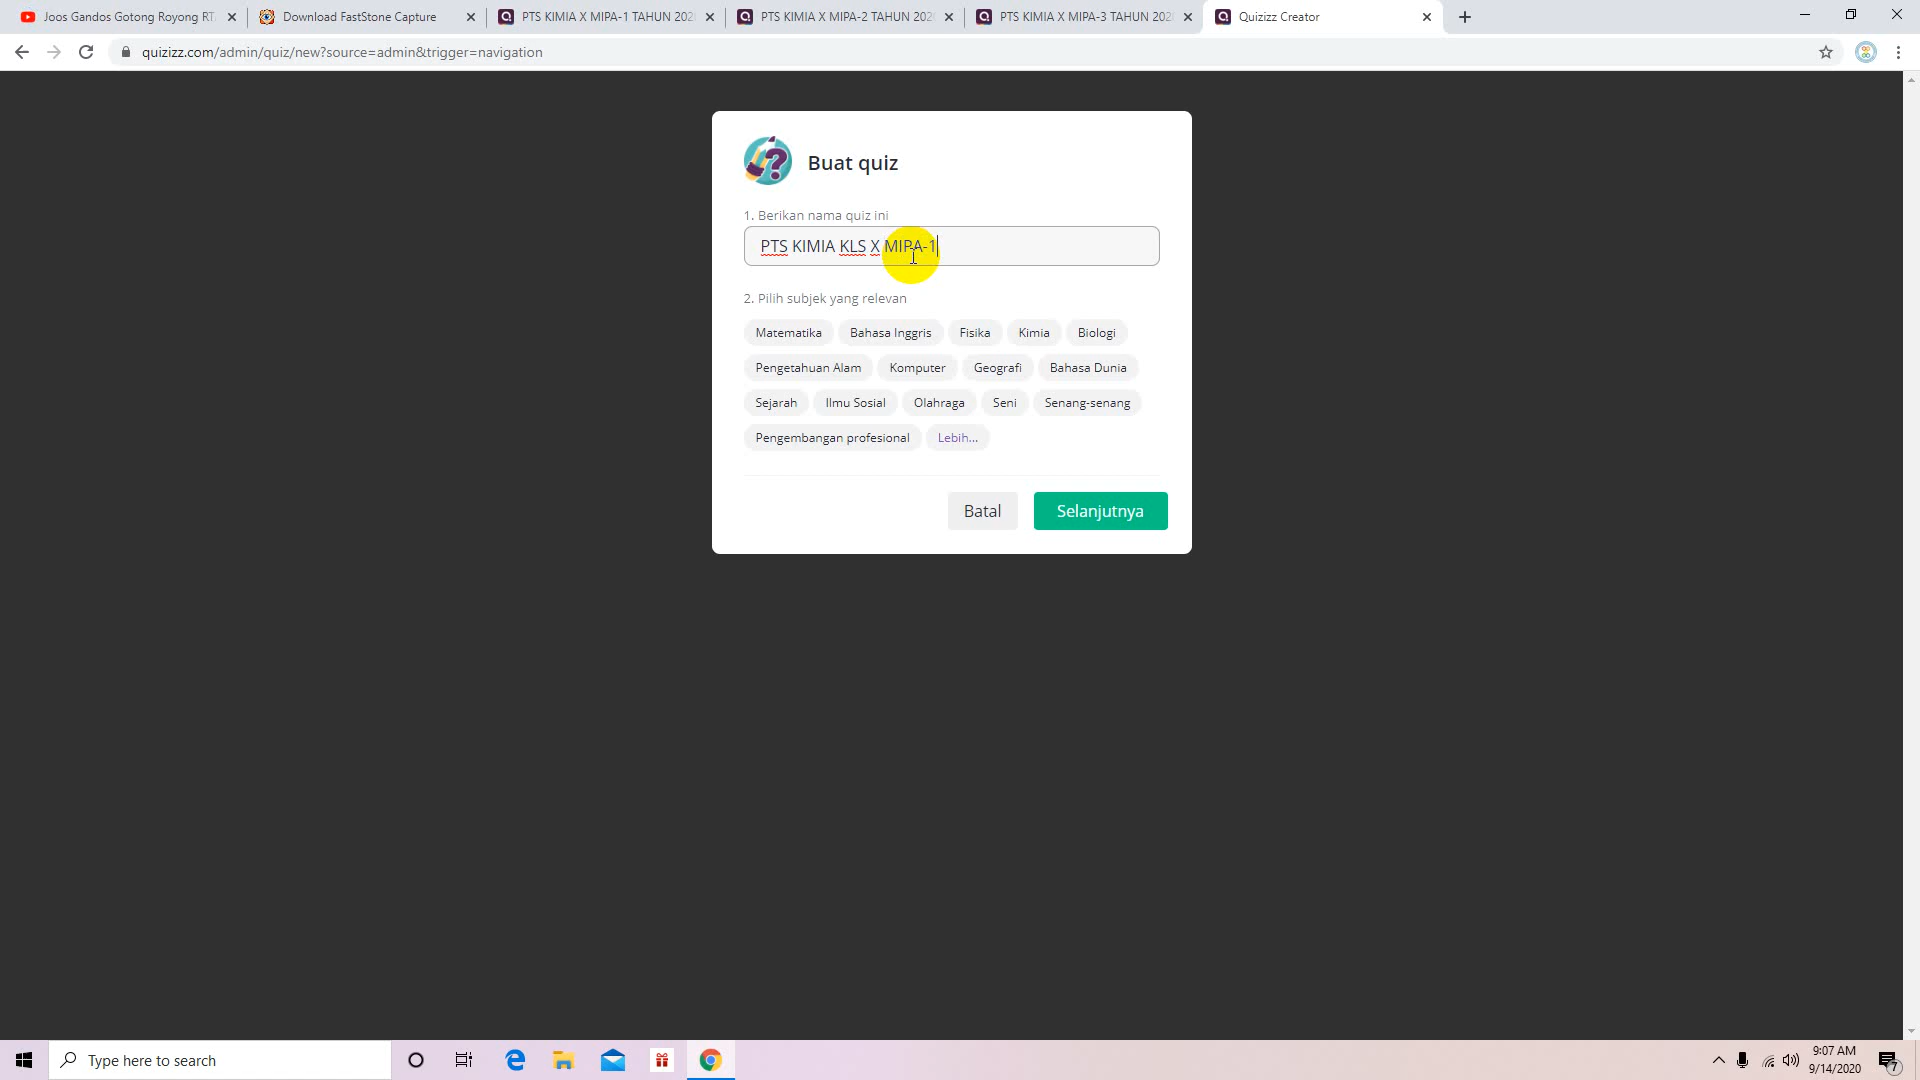 Joos Gandos Gotong Royong RT
Download FastStone Capture
PTS KIMIA X MIPA-1 TAHUN 202
PTS KIMIA X MIPA-2 TAHUN 202
PTS KIMIA X MIPA-3 TAHUN 202
Quizizz Creator
quizizz.com/admin/quiz/new?source=admin&trigger=navigation
Buat quiz
1. Berikan nama quiz ini
PTS KIMIA KLS X MIPA-1
2. Pilih subjek yang relevan
Matematika Bahasa Inggris Fisika Kimia Biologi
Pengetahuan Alam Komputer Geografi Bahasa Dunia
Sejarah Ilmu Sosial Olahraga Seni Senang-senang
Pengembangan profesional Lebih...
Batal Selanjutnya
Type here to search
9:07 AM
9/14/2020
7